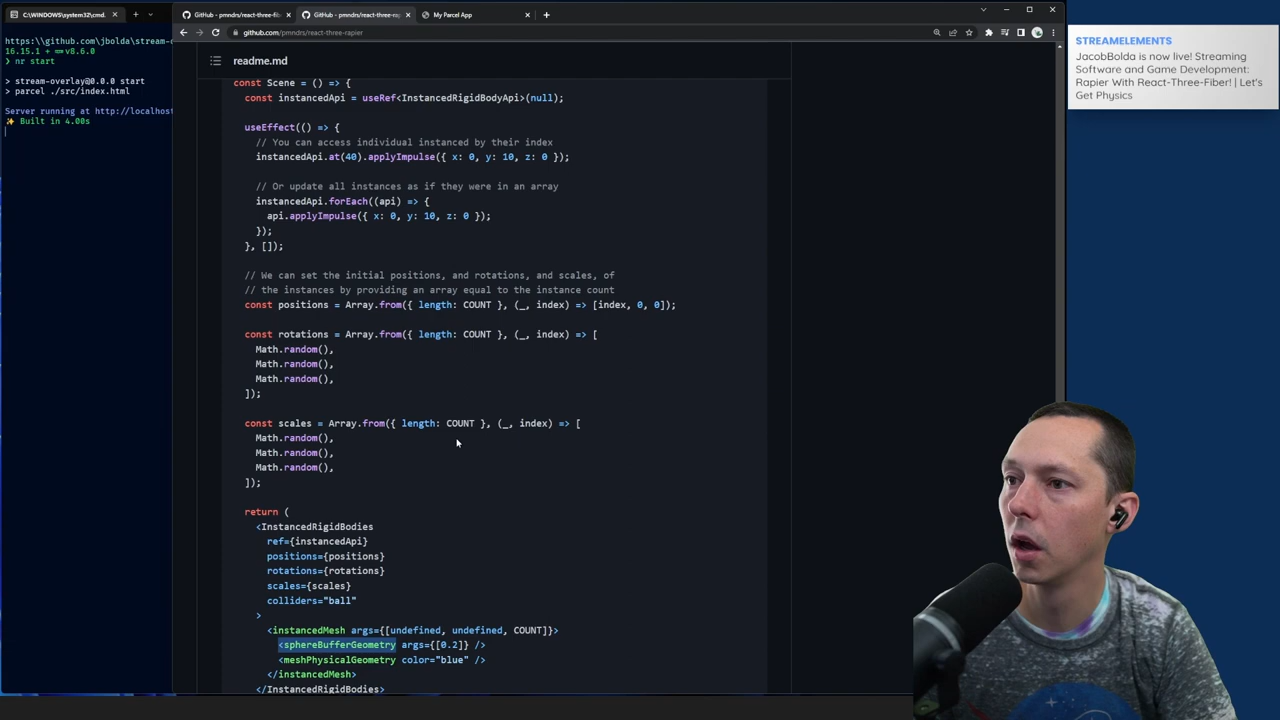 C:\WINDOWS\system32\cmd.
GitHub - pmndrs/react-three-fib
GitHub - pmndrs/react-three-rap
My Parcel App
github.com/pmndrs/react-three-rapier
https:\\github.com\jbolda\stream-o
16.15.1 + v8.6.0
❯ nr start
> stream-overlay@0.0.0 start
> parcel ./src/index.html
Server running at http://localhost
✨ Built in 4.00s
readme.md
const Scene = () => {
const instancedApi = useRef<InstancedRigidBodyApi>(null);
useEffect(() => {
// You can access individual instanced by their index
instancedApi.at(40).applyImpulse({ x: 0, y: 10, z: 0 });
// Or update all instances as if they were in an array
instancedApi.forEach((api) => {
api.applyImpulse({ x: 0, y: 10, z: 0 });
});
}, []);
// We can set the initial positions, and rotations, and scales, of
// the instances by providing an array equal to the instance count
const positions = Array.from({ length: COUNT }, (_, index) => [index, 0, 0]);
const rotations = Array.from({ length: COUNT }, (_, index) => [
Math.random(),
Math.random(),
Math.random(),
]);
const scales = Array.from({ length: COUNT }, (_, index) => [
Math.random(),
Math.random(),
Math.random(),
]);
return (
<InstancedRigidBodies
ref={instancedApi}
positions={positions}
rotations={rotations}
scales={scales}
colliders="ball"
>
<instancedMesh args={[undefined, undefined, COUNT]}>
<sphereBufferGeometry args={[0.2]} />
<meshPhysicalGeometry color="blue" />
</instancedMesh>
</InstancedRigidBodies>
STREAMELEMENTS
JacobBolda is now live! Streaming
Software and Game Development:
Rapier With React-Three-Fiber! | Let's
Get Physics